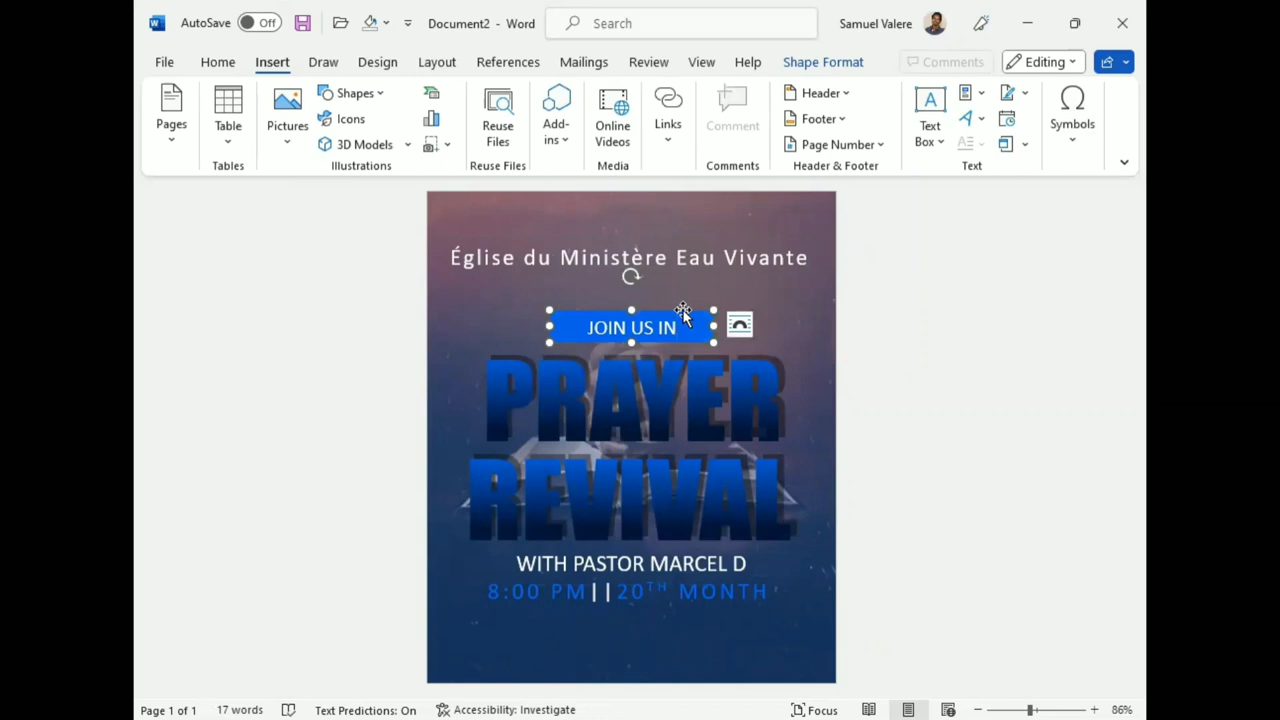 AutoSave Off Document2 - Word Search Samuel Valere
File Home Insert Draw Design Layout References Mailings Review View Help Shape Format Comments Editing
Pages Table Pictures Shapes Icons 3D Models Reuse Files Add-ins Online Videos Links Comment Header Footer Page Number Text Box Symbols
Tables Illustrations Reuse Files Media Comments Header & Footer Text
Église du Ministère Eau Vivante
JOIN US IN
PRAYER
REVIVAL
WITH PASTOR MARCEL D
8:00 PM||20TH MONTH
Page 1 of 1 17 words Text Predictions: On Accessibility: Investigate Focus 86%